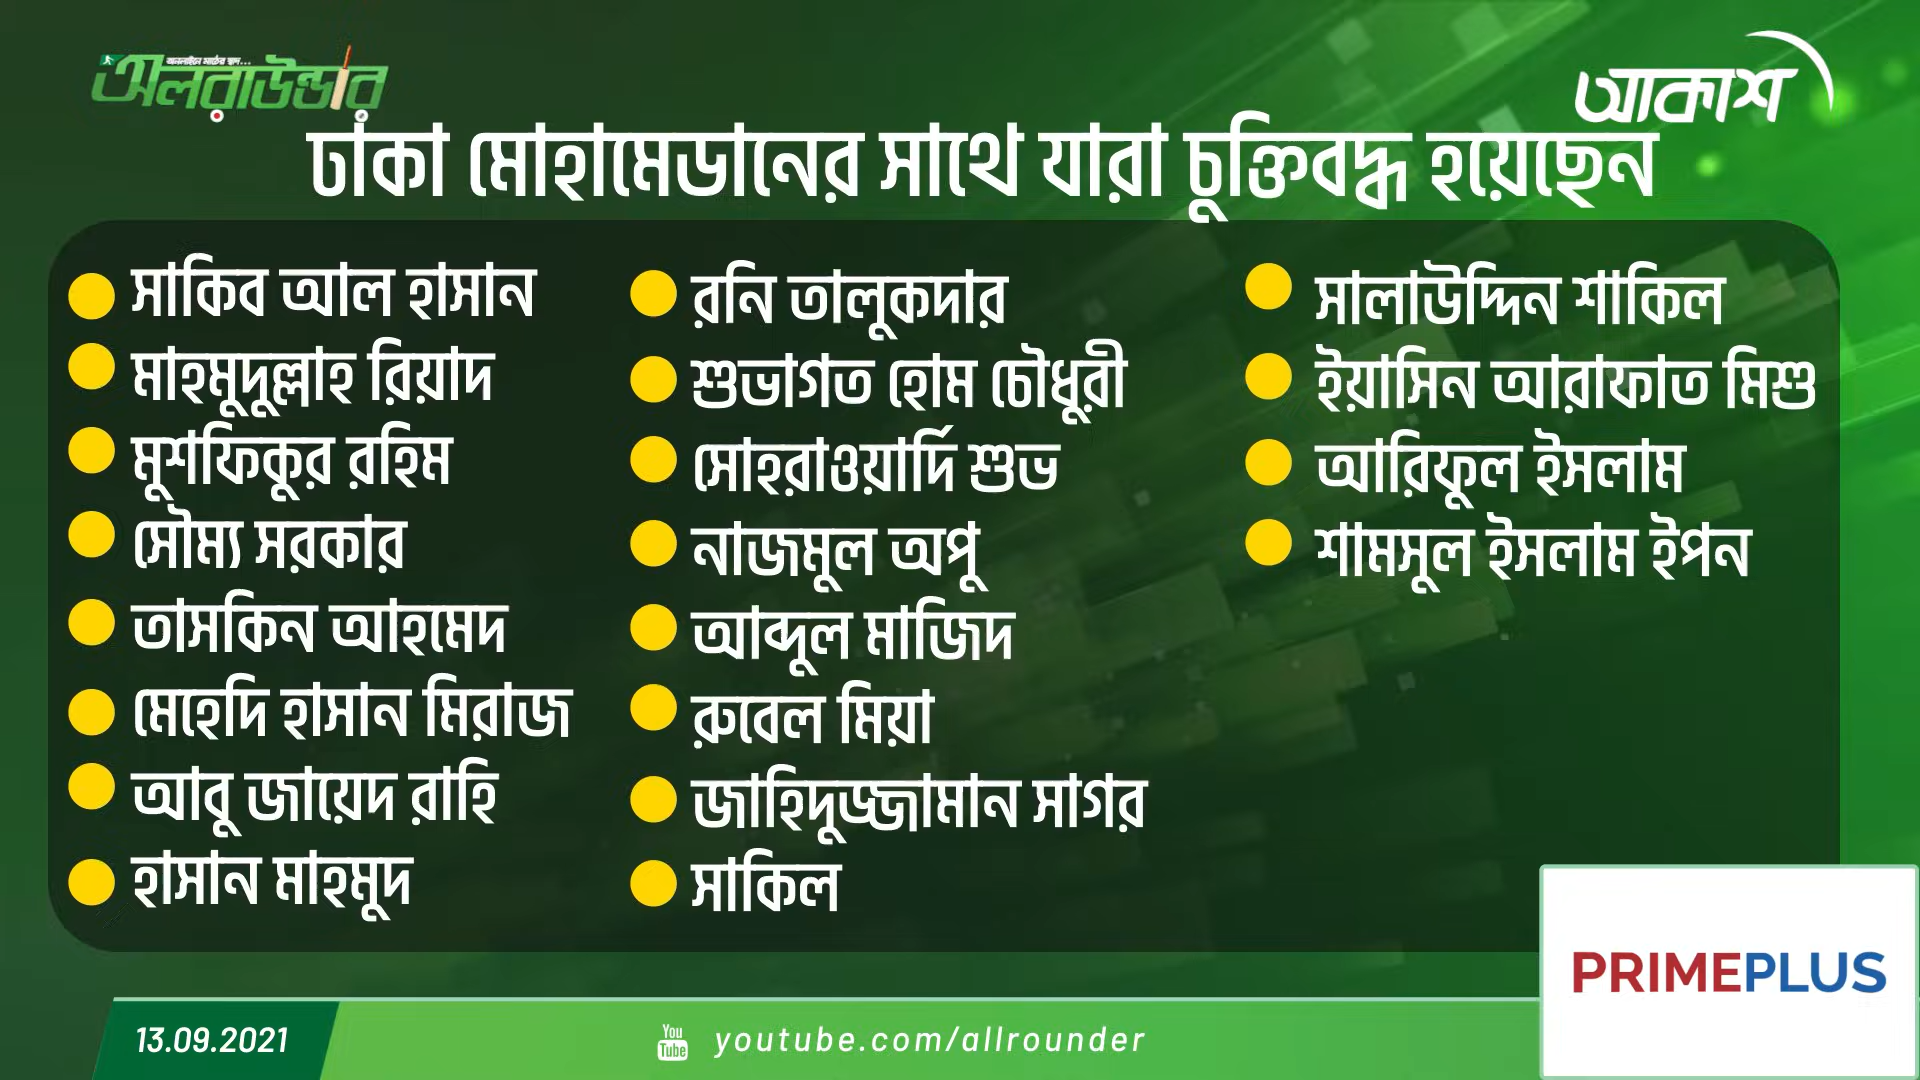 অনলাইনে মাঠের স্বাদ...
অলরাউন্ডার
আকাশ
ঢাকা মোহামেডানের সাথে যারা চুক্তিবদ্ধ হয়েছেন
সাকিব আল হাসান
মাহমুদুল্লাহ রিয়াদ
মুশফিকুর রহিম
সৌম্য সরকার
তাসকিন আহমেদ
মেহেদি হাসান মিরাজ
আবু জায়েদ রাহি
হাসান মাহমুদ
রনি তালুকদার
শুভাগত হোম চৌধুরী
সোহরাওয়ার্দি শুভ
নাজমুল অপু
আব্দুল মাজিদ
রুবেল মিয়া
জাহিদুজ্জামান সাগর
সাকিল
সালাউদ্দিন শাকিল
ইয়াসিন আরাফাত মিশু
আরিফুল ইসলাম
শামসুল ইসলাম ইপন
PRIMEPLUS
13.09.2021
You Tube
youtube.com/allrounder